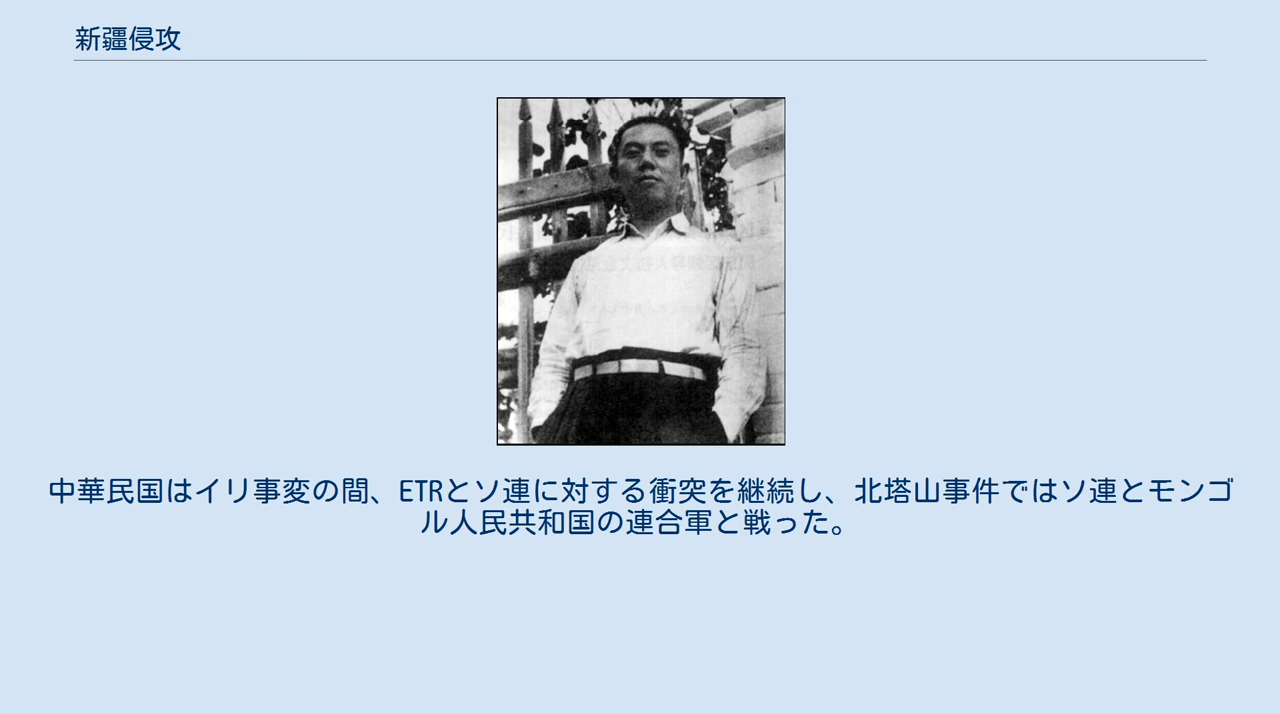 新疆侵攻
中華民国はイリ事変の間、ETRとソ連に対する衝突を継続し、北塔山事件ではソ連とモンゴ
ル人民共和国の連合軍と戦った。